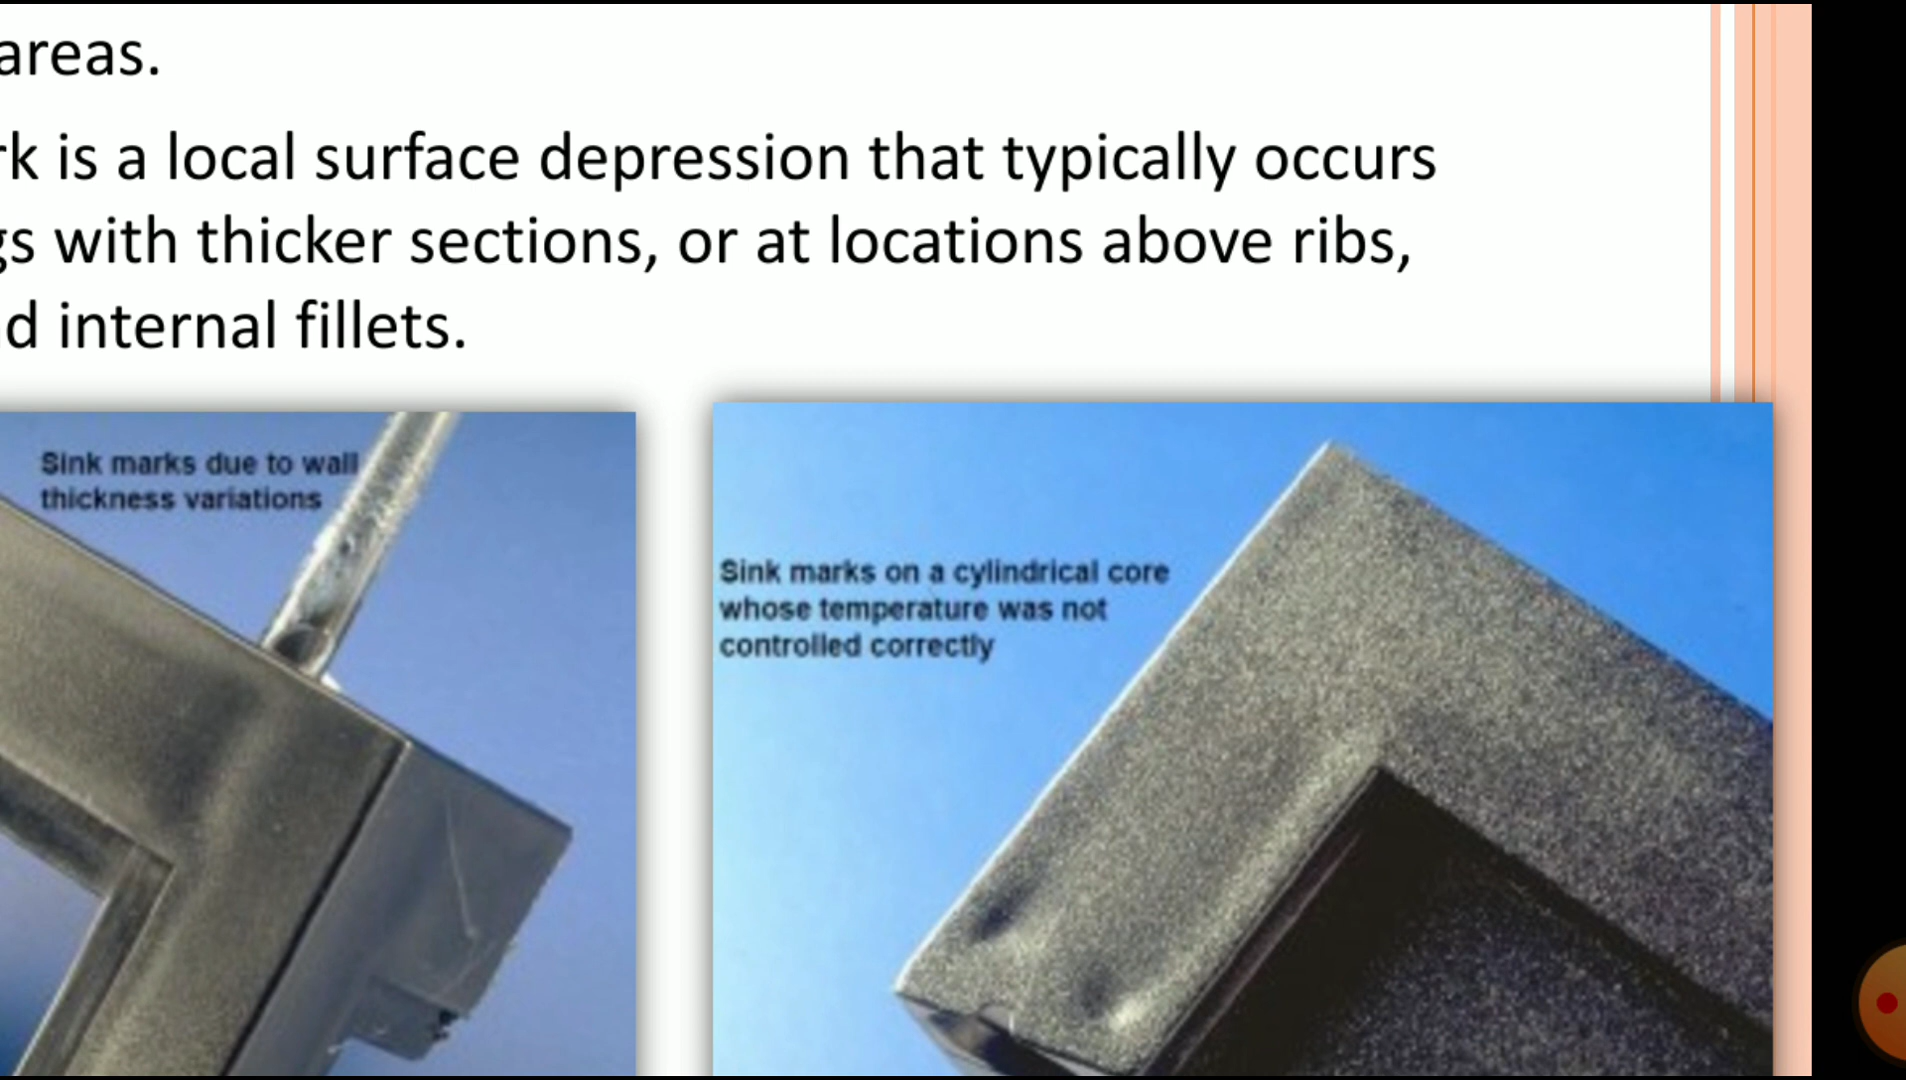 areas.
rk is a local surface depression that typically occurs
gs with thicker sections, or at locations above ribs,
d internal fillets.
Sink marks due to wall
thickness variations
Sink marks on a cylindrical core
whose temperature was not
controlled correctly